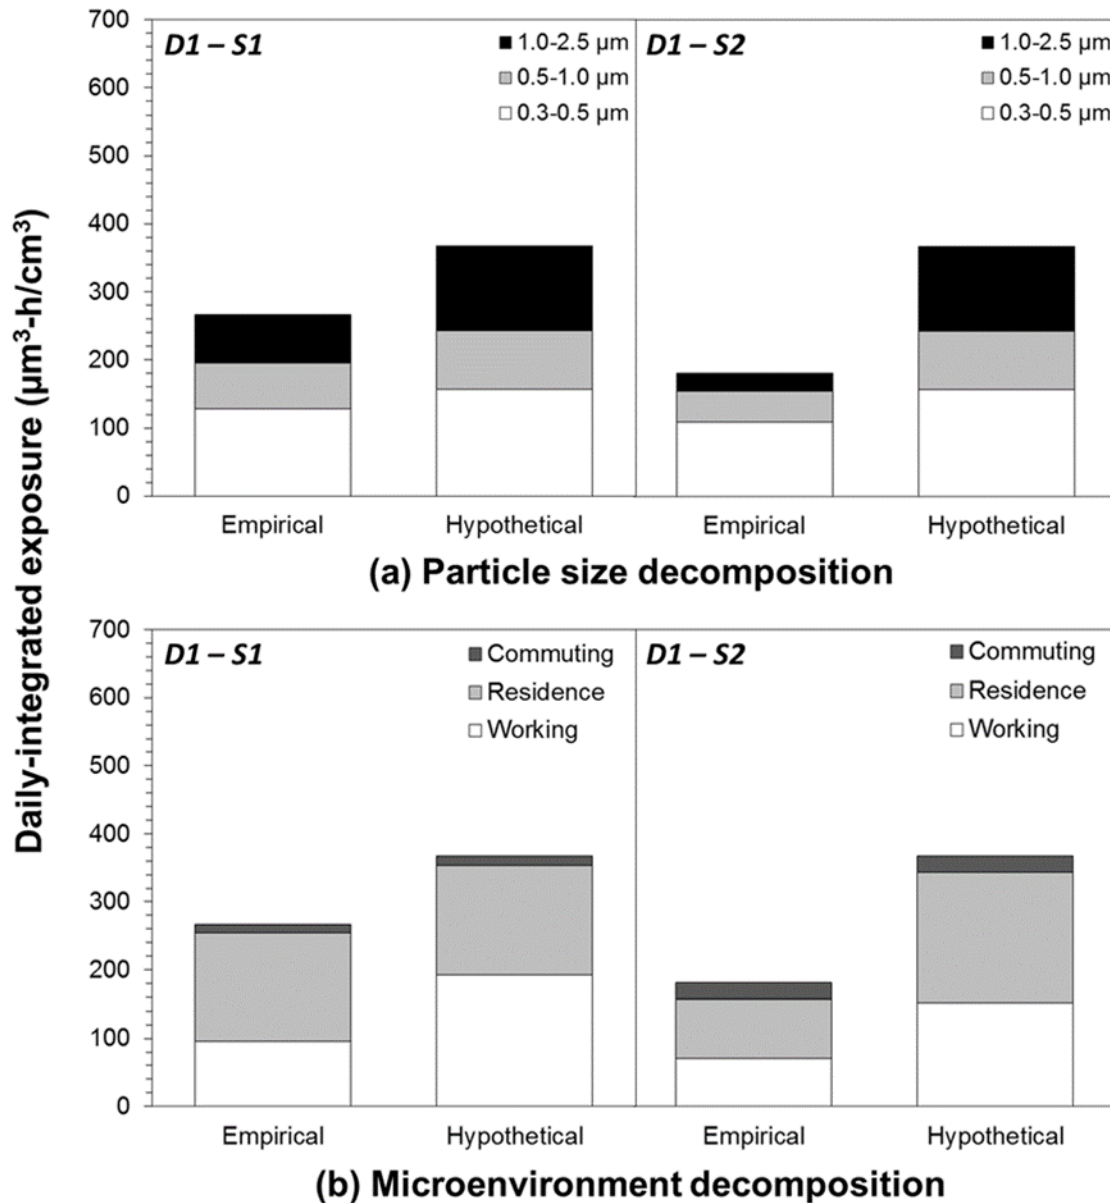 Daily-integrated exposure (µm³-h/cm³)
700
600
500
400
300
200
100
0
D1 – S1
1.0-2.5 µm
0.5-1.0 µm
0.3-0.5 µm
D1 – S2
1.0-2.5 µm
0.5-1.0 µm
0.3-0.5 µm
Empirical
Hypothetical
Empirical
Hypothetical
(a) Particle size decomposition
700
600
500
400
300
200
100
0
D1 – S1
Commuting
Residence
Working
D1 – S2
Commuting
Residence
Working
Empirical
Hypothetical
Empirical
Hypothetical
(b) Microenvironment decomposition